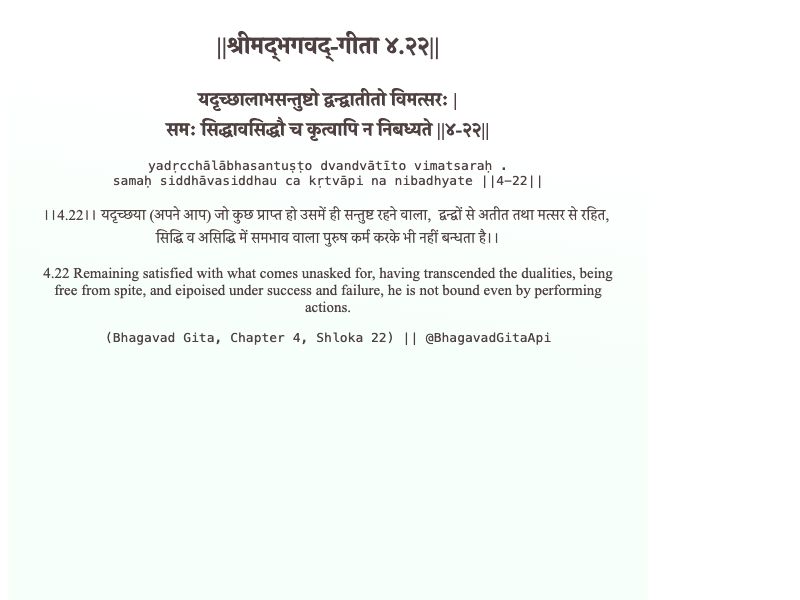 ||श्रीमद्‍भगवद्‍-गीता ४.२२||
यदृच्छालाभसन्तुष्टो द्वन्द्वातीतो विमत्सरः |
समः सिद्धावसिद्धौ च कृत्वापि न निबध्यते ||४-२२||
yadṛcchālābhasantuṣṭo dvandvātīto vimatsaraḥ .
samaḥ siddhāvasiddhau ca kṛtvāpi na nibadhyate ||4-22||
।।4.22।। यदृच्छया (अपने आप) जो कुछ प्राप्त हो उसमें ही सन्तुष्ट रहने वाला, द्वन्द्वों से अतीत तथा मत्सर से रहित,
सिद्धि व असिद्धि में समभाव वाला पुरुष कर्म करके भी नहीं बन्धता है।।
4.22 Remaining satisfied with what comes unasked for, having transcended the dualities, being
free from spite, and eipoised under success and failure, he is not bound even by performing
actions.
(Bhagavad Gita, Chapter 4, Shloka 22) || @BhagavadGitaApi